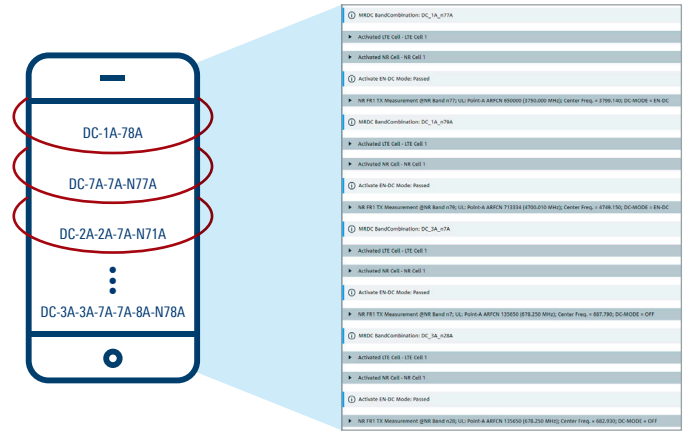 DC-1A-78A
DC-7A-7A-N77A
DC-2A-2A-7A-N71A
DC-3A-3A-7A-7A-8A-N78A
MRDC BandCombination: DC_1A_n77A
Activated LTE Cell - LTE Cell 1
Activated NR Cell - NR Cell 1
Activate EN-DC Mode: Passed
NR FR1 TX Measurement @NR Band n77; UL: Point-A ARFCN 650000 (3750.000 MHz); Center Freq. = 3799.140; DC-MODE = EN-DC
MRDC BandCombination: DC_1A_n79A
Activated LTE Cell - LTE Cell 1
Activated NR Cell - NR Cell 1
Activate EN-DC Mode: Passed
NR FR1 TX Measurement @NR Band n79; UL: Point-A ARFCN 713334 (4700.010 MHz); Center Freq. = 4749.150; DC-MODE = EN-DC
MRDC BandCombination: DC_3A_n7A
Activated LTE Cell - LTE Cell 1
Activated NR Cell - NR Cell 1
Activate EN-DC Mode: Passed
NR FR1 TX Measurement @NR Band n7; UL: Point-A ARFCN 135650 (678.250 MHz); Center Freq. = 687.790; DC-MODE = OFF
MRDC BandCombination: DC_3A_n28A
Activated LTE Cell - LTE Cell 1
Activated NR Cell - NR Cell 1
Activate EN-DC Mode: Passed
NR FR1 TX Measurement @NR Band n28; UL: Point-A ARFCN 135650 (678.250 MHz); Center Freq. = 682.930; DC-MODE = OFF